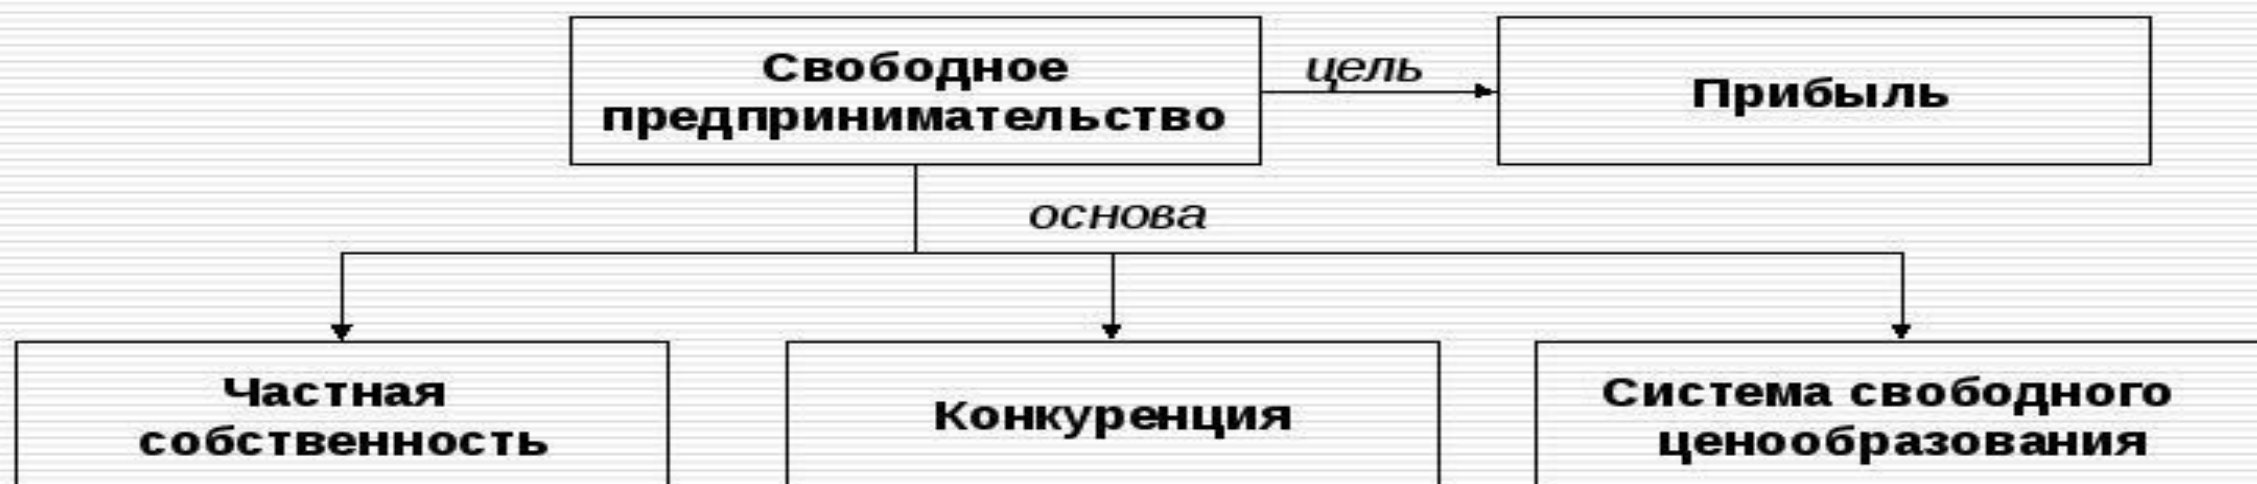 Свободное
предпринимательство
цель
Прибыль
основа
Частная
собственность
Конкуренция
Система свободного
ценообразования